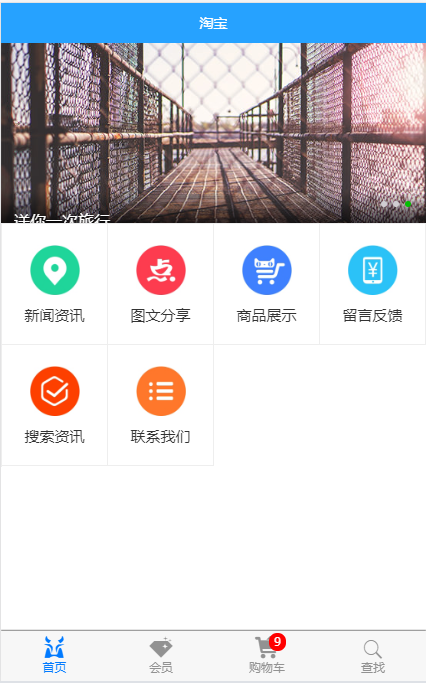 淘宝
送你一次旅行
新闻资讯 图文分享 商品展示 留言反馈
搜索资讯 联系我们
9
首页 会员 购物车 查找